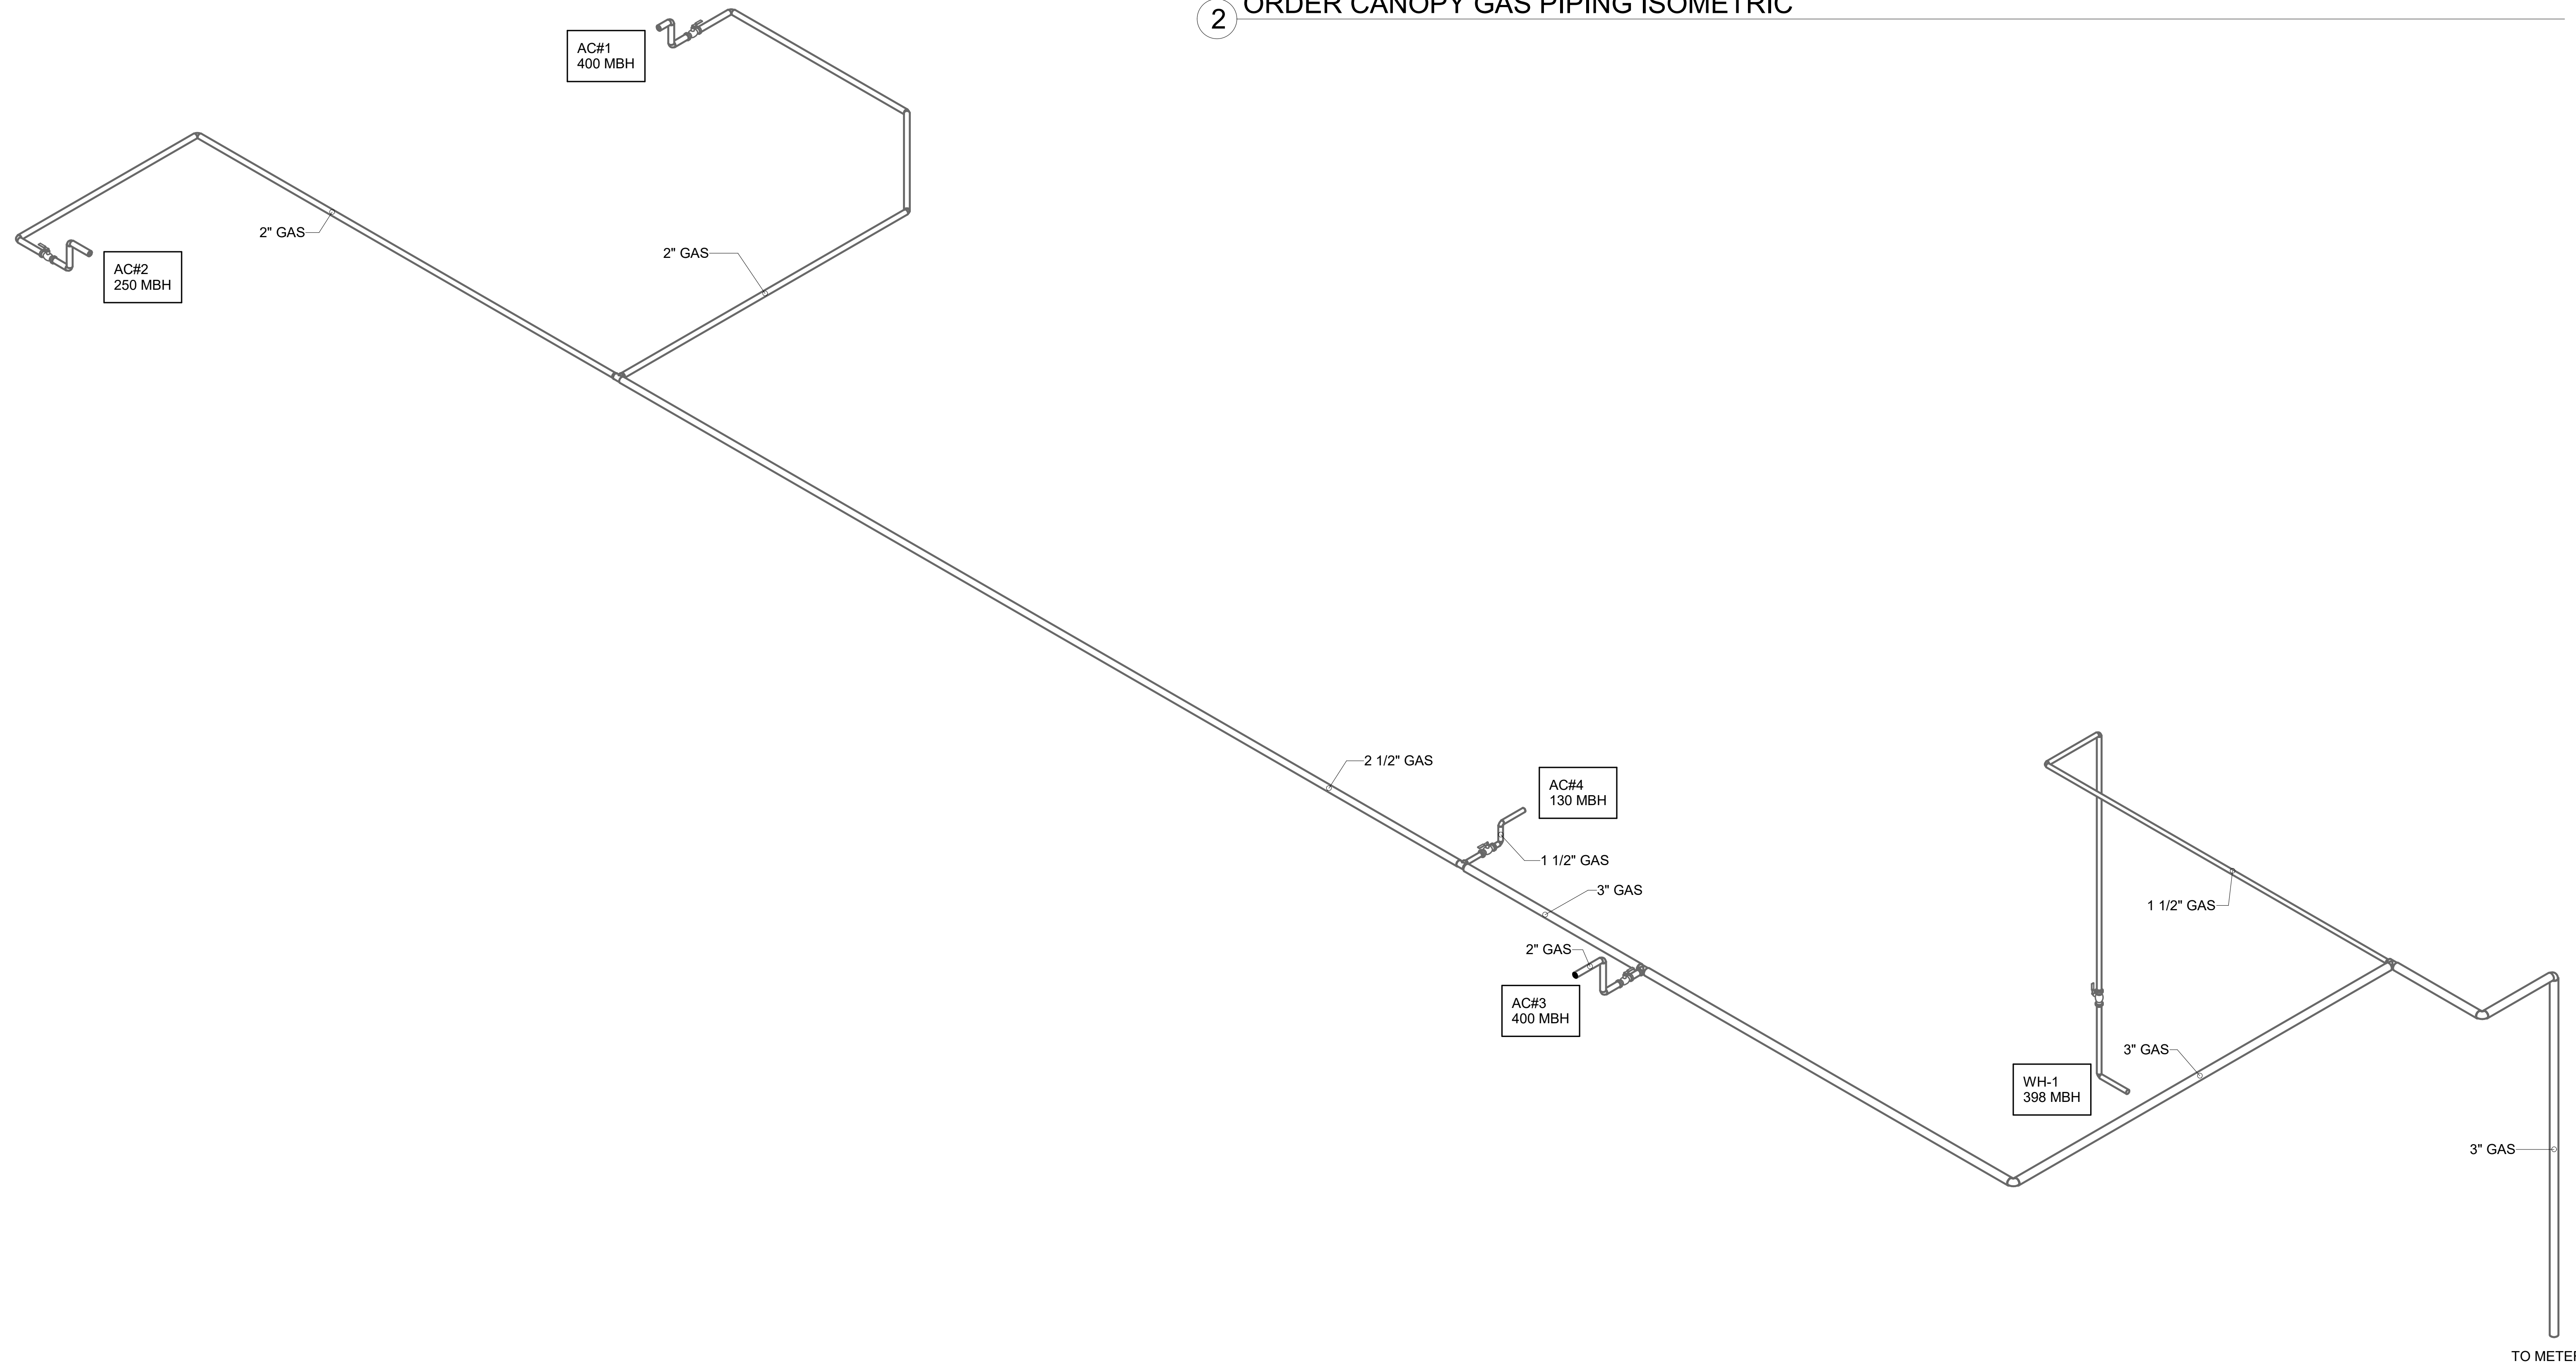 2
ORDER CANOPY GAS PIPING ISOMETRIC
AC#1
400 MBH
2" GAS
2" GAS
AC#2
250 MBH
2 1/2" GAS
AC#4
130 MBH
1 1/2" GAS
3" GAS
2" GAS
AC#3
400 MBH
1 1/2" GAS
3" GAS
WH-1
398 MBH
3" GAS
TO METER